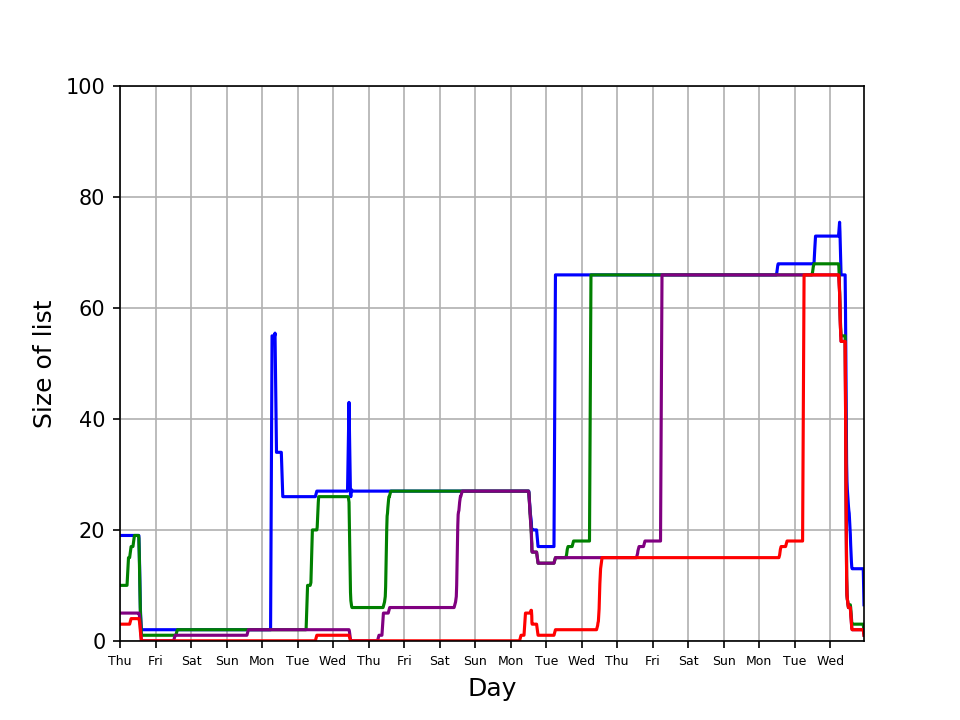 100
80
60
40
20
0
Size of list
Thu Fri Sat Sun Mon Tue Wed Thu Fri Sat Sun Mon Tue Wed Thu Fri Sat Sun Mon Tue Wed
Day